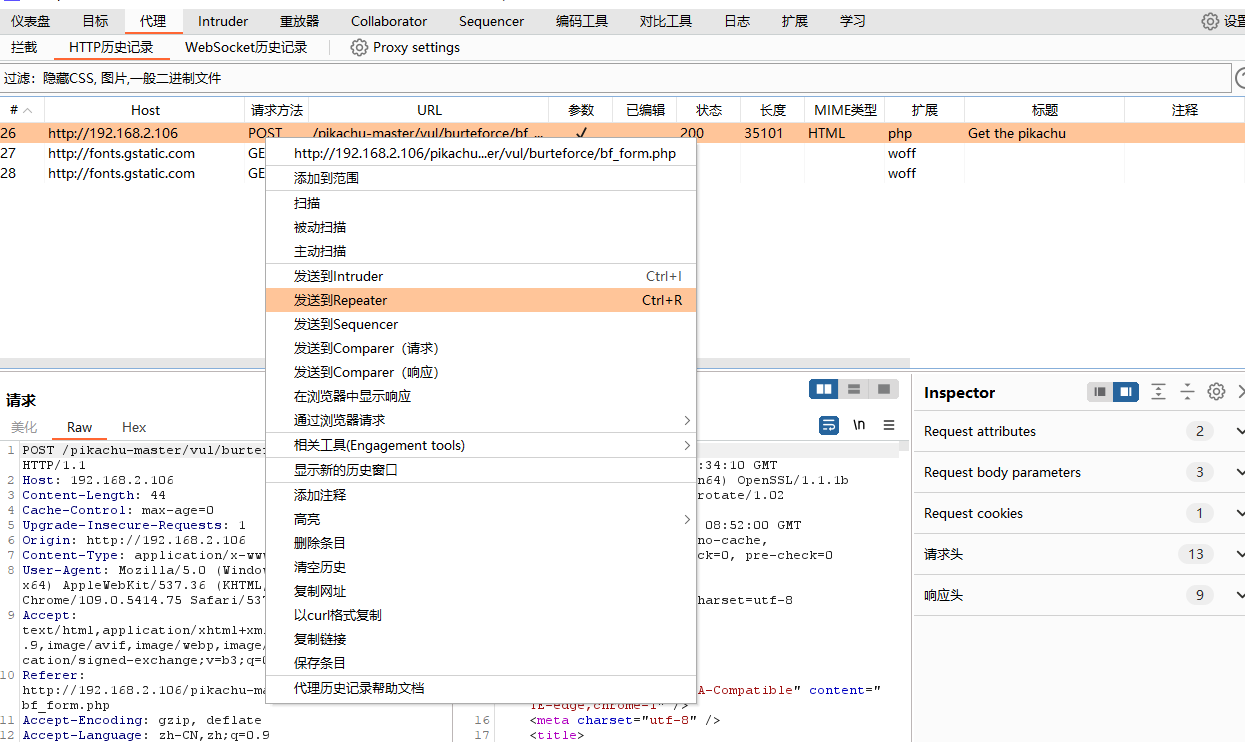 仪表盘 目标 代理 Intruder 重放器 Collaborator Sequencer 编码工具 对比工具 日志 扩展 学习 设置
拦截 HTTP历史记录 WebSocket历史记录 Proxy settings
过滤：隐藏CSS, 图片,一般二进制文件
# Host 请求方法 URL 参数 已编辑 状态 长度 MIME类型 扩展 标题 注释
26 http://192.168.2.106 POST /pikachu-master/vul/burteforce/bf_... ✓ 200 35101 HTML php Get the pikachu
27 http://fonts.gstatic.com GE woff
28 http://fonts.gstatic.com GE woff
http://192.168.2.106/pikachu...er/vul/burteforce/bf_form.php
添加到范围
扫描
被动扫描
主动扫描
发送到Intruder Ctrl+I
发送到Repeater Ctrl+R
发送到Sequencer
发送到Comparer（请求）
发送到Comparer（响应）
在浏览器中显示响应
通过浏览器请求
相关工具(Engagement tools)
显示新的历史窗口
添加注释
高亮
删除条目
清空历史
复制网址
以curl格式复制
复制链接
保存条目
代理历史记录帮助文档
请求
美化 Raw Hex
1 POST /pikachu-master/vul/burtef
HTTP/1.1
2 Host: 192.168.2.106
3 Content-Length: 44
4 Cache-Control: max-age=0
5 Upgrade-Insecure-Requests: 1
6 Origin: http://192.168.2.106
7 Content-Type: application/x-www
8 User-Agent: Mozilla/5.0 (Window
x64) AppleWebKit/537.36 (KHTML,
Chrome/109.0.5414.75 Safari/537
9 Accept:
text/html,application/xhtml+xm
.9,image/avif,image/webp,image/
cation/signed-exchange;v=b3;q=0
10 Referer:
http://192.168.2.106/pikachu-ma
bf_form.php
11 Accept-Encoding: gzip, deflate
12 Accept-Language: zh-CN,zh;q=0.9
\n
:34:10 GMT
n64) OpenSSL/1.1.1b
rotate/1.02
08:52:00 GMT
no-cache,
ck=0, pre-check=0
harset=utf-8
A-Compatible" content="
IE-edge,chrome-1" />
16 <meta charset="utf-8" />
17 <title>
Inspector
Request attributes 2
Request body parameters 3
Request cookies 1
请求头 13
响应头 9